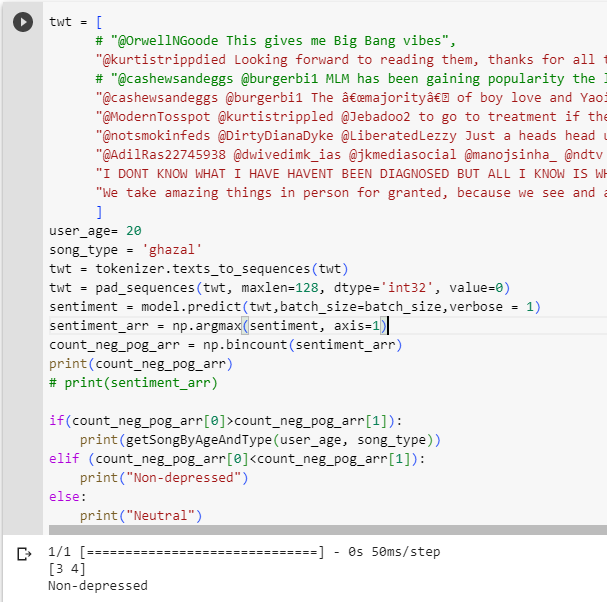 twt = [
# "@OrwellNGoode This gives me Big Bang vibes",
"@kurtistrippdied Looking forward to reading them, thanks for all t
# "@cashewsandeggs @burgerbi1 MLM has been gaining popularity the l
"@cashewsandeggs @burgerbi1 The â€œmajorityâ€ of boy love and Yaoi
"@ModernTosspot @kurtistrippled @Jebadoo2 to go to treatment if the
"@notsmokinfeds @DirtyDianaDyke @LiberatedLezzy Just a heads head u
"@AdilRas22745938 @dwivedimk_ias @jkmediasocial @manojsinha_ @ndtv
"I DONT KNOW WHAT I HAVE HAVENT BEEN DIAGNOSED BUT ALL I KNOW IS WH
"We take amazing things in person for granted, because we see and a
]
user_age= 20
song_type = 'ghazal'
twt = tokenizer.texts_to_sequences(twt)
twt = pad_sequences(twt, maxlen=128, dtype='int32', value=0)
sentiment = model.predict(twt,batch_size=batch_size,verbose = 1)
sentiment_arr = np.argmax(sentiment, axis=1)
count_neg_pog_arr = np.bincount(sentiment_arr)
print(count_neg_pog_arr)
# print(sentiment_arr)
if(count_neg_pog_arr[0]>count_neg_pog_arr[1]):
print(getSongByAgeAndType(user_age, song_type))
elif (count_neg_pog_arr[0]<count_neg_pog_arr[1]):
print("Non-depressed")
else:
print("Neutral")
1/1 [==============================] - 0s 50ms/step
[3 4]
Non-depressed